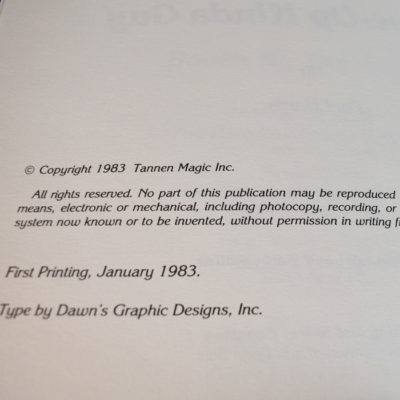 © Copyright 1983 Tannen Magic Inc.
All rights reserved. No part of this publication may be reproduced
means, electronic or mechanical, including photocopy, recording, or
system now known or to be invented, without permission in writing
First Printing, January 1983.
Type by Dawn's Graphic Designs, Inc.